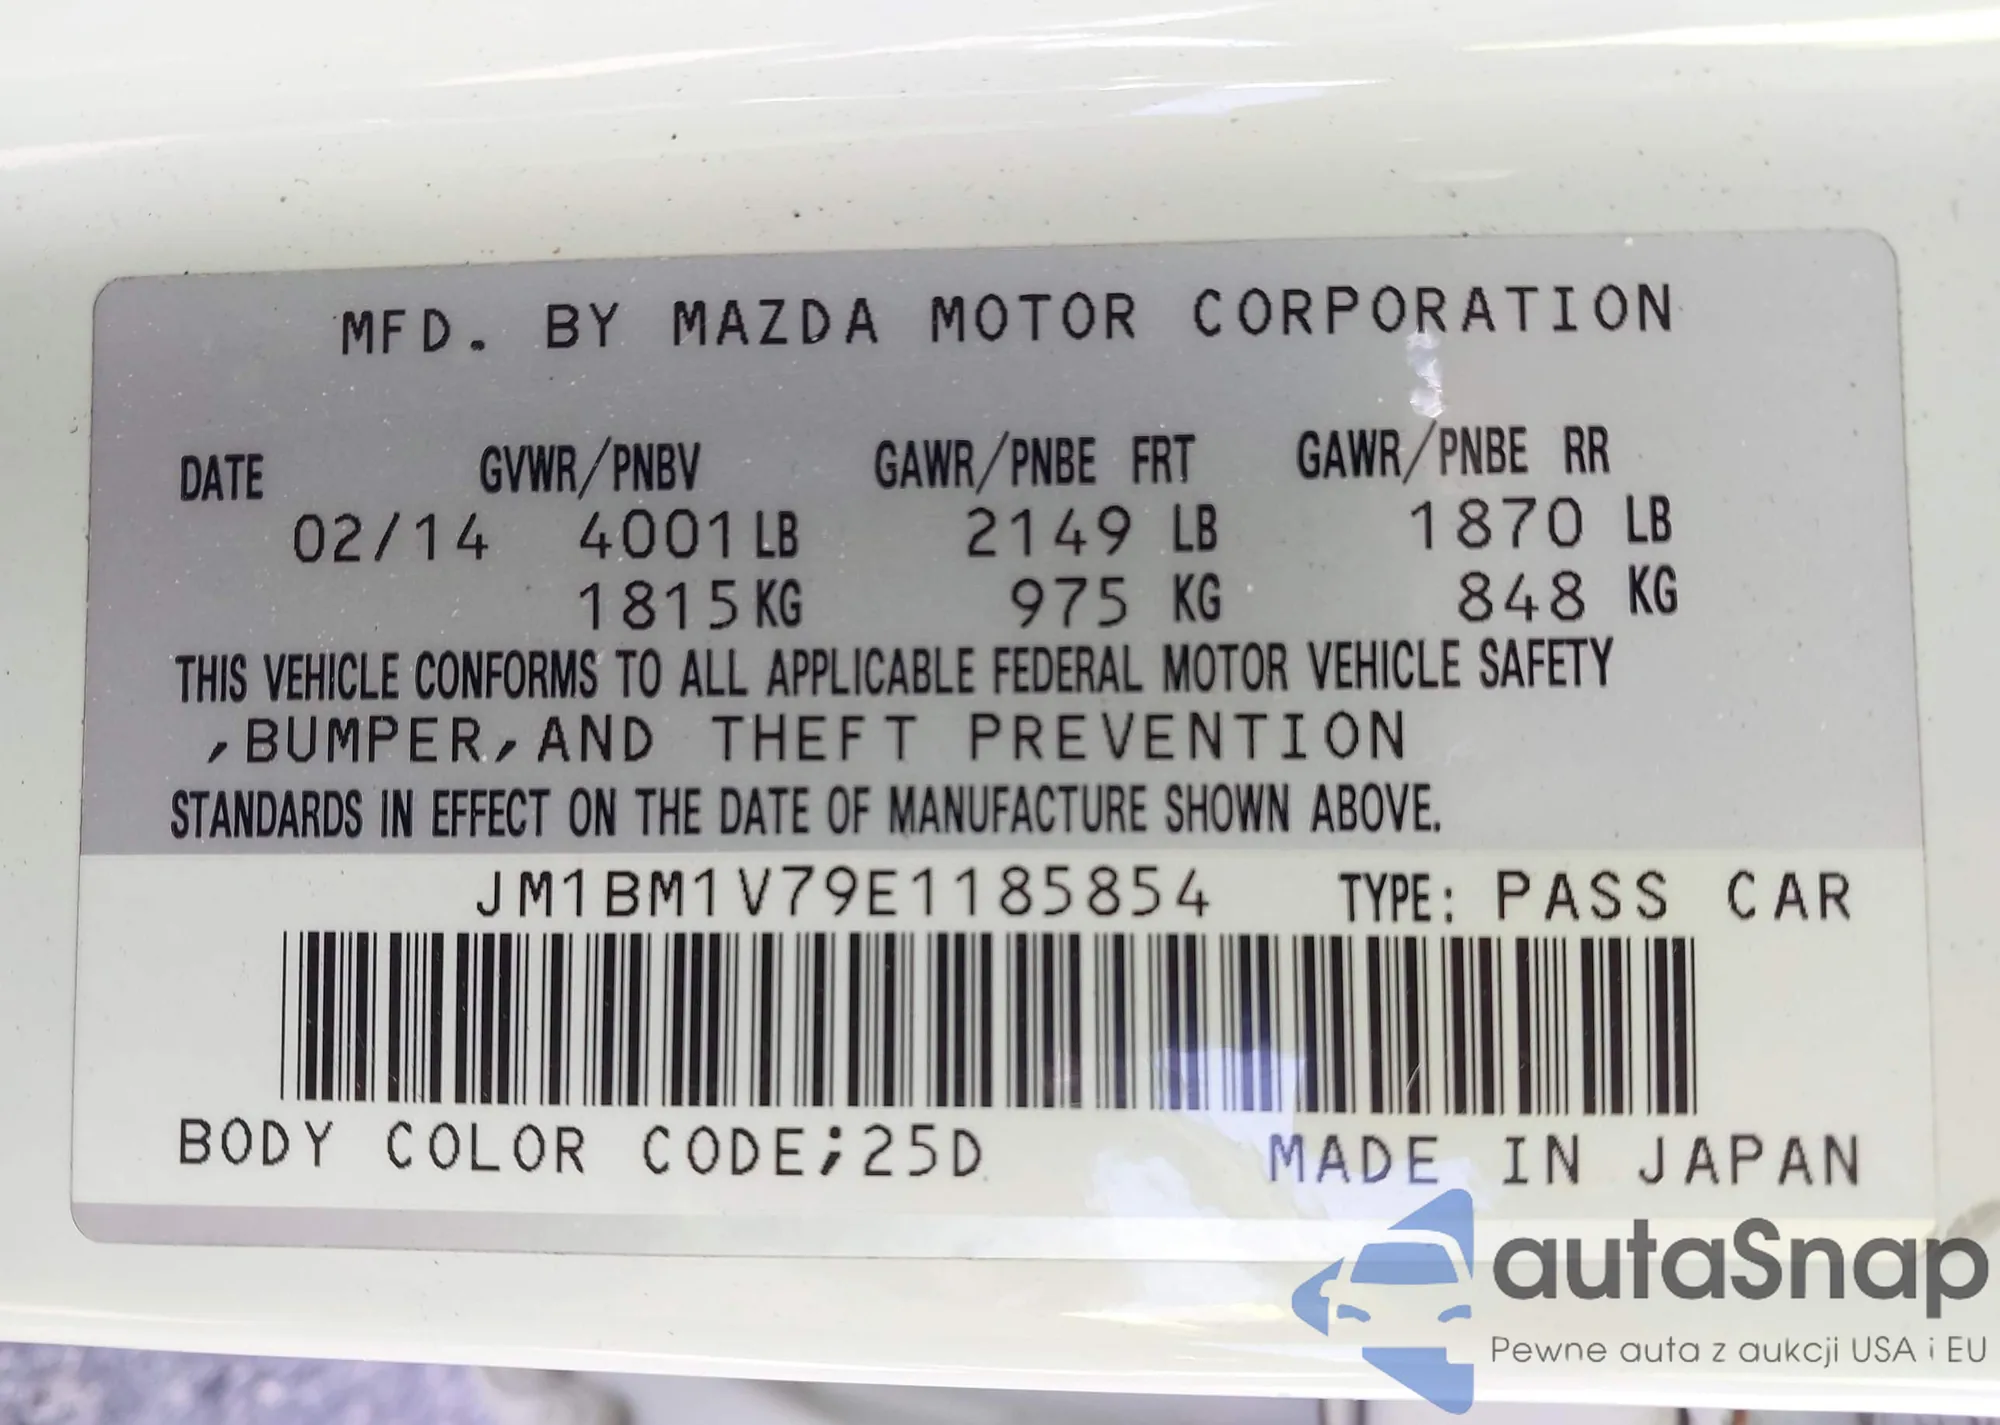 MFD. BY MAZDA MOTOR CORPORATION
DATE GVWR/PNBV GAWR/PNBE FRT GAWR/PNBE RR
02/14 4001 LB 2149 LB 1870 LB
1815 KG 975 KG 848 KG
THIS VEHICLE CONFORMS TO ALL APPLICABLE FEDERAL MOTOR VEHICLE SAFETY
,BUMPER,AND THEFT PREVENTION
STANDARDS IN EFFECT ON THE DATE OF MANUFACTURE SHOWN ABOVE.
JM1BM1V79E1185854 TYPE: PASS CAR
BODY COLOR CODE;25D MADE IN JAPAN
autaSnap
Pewne auta z aukcji USA i EU